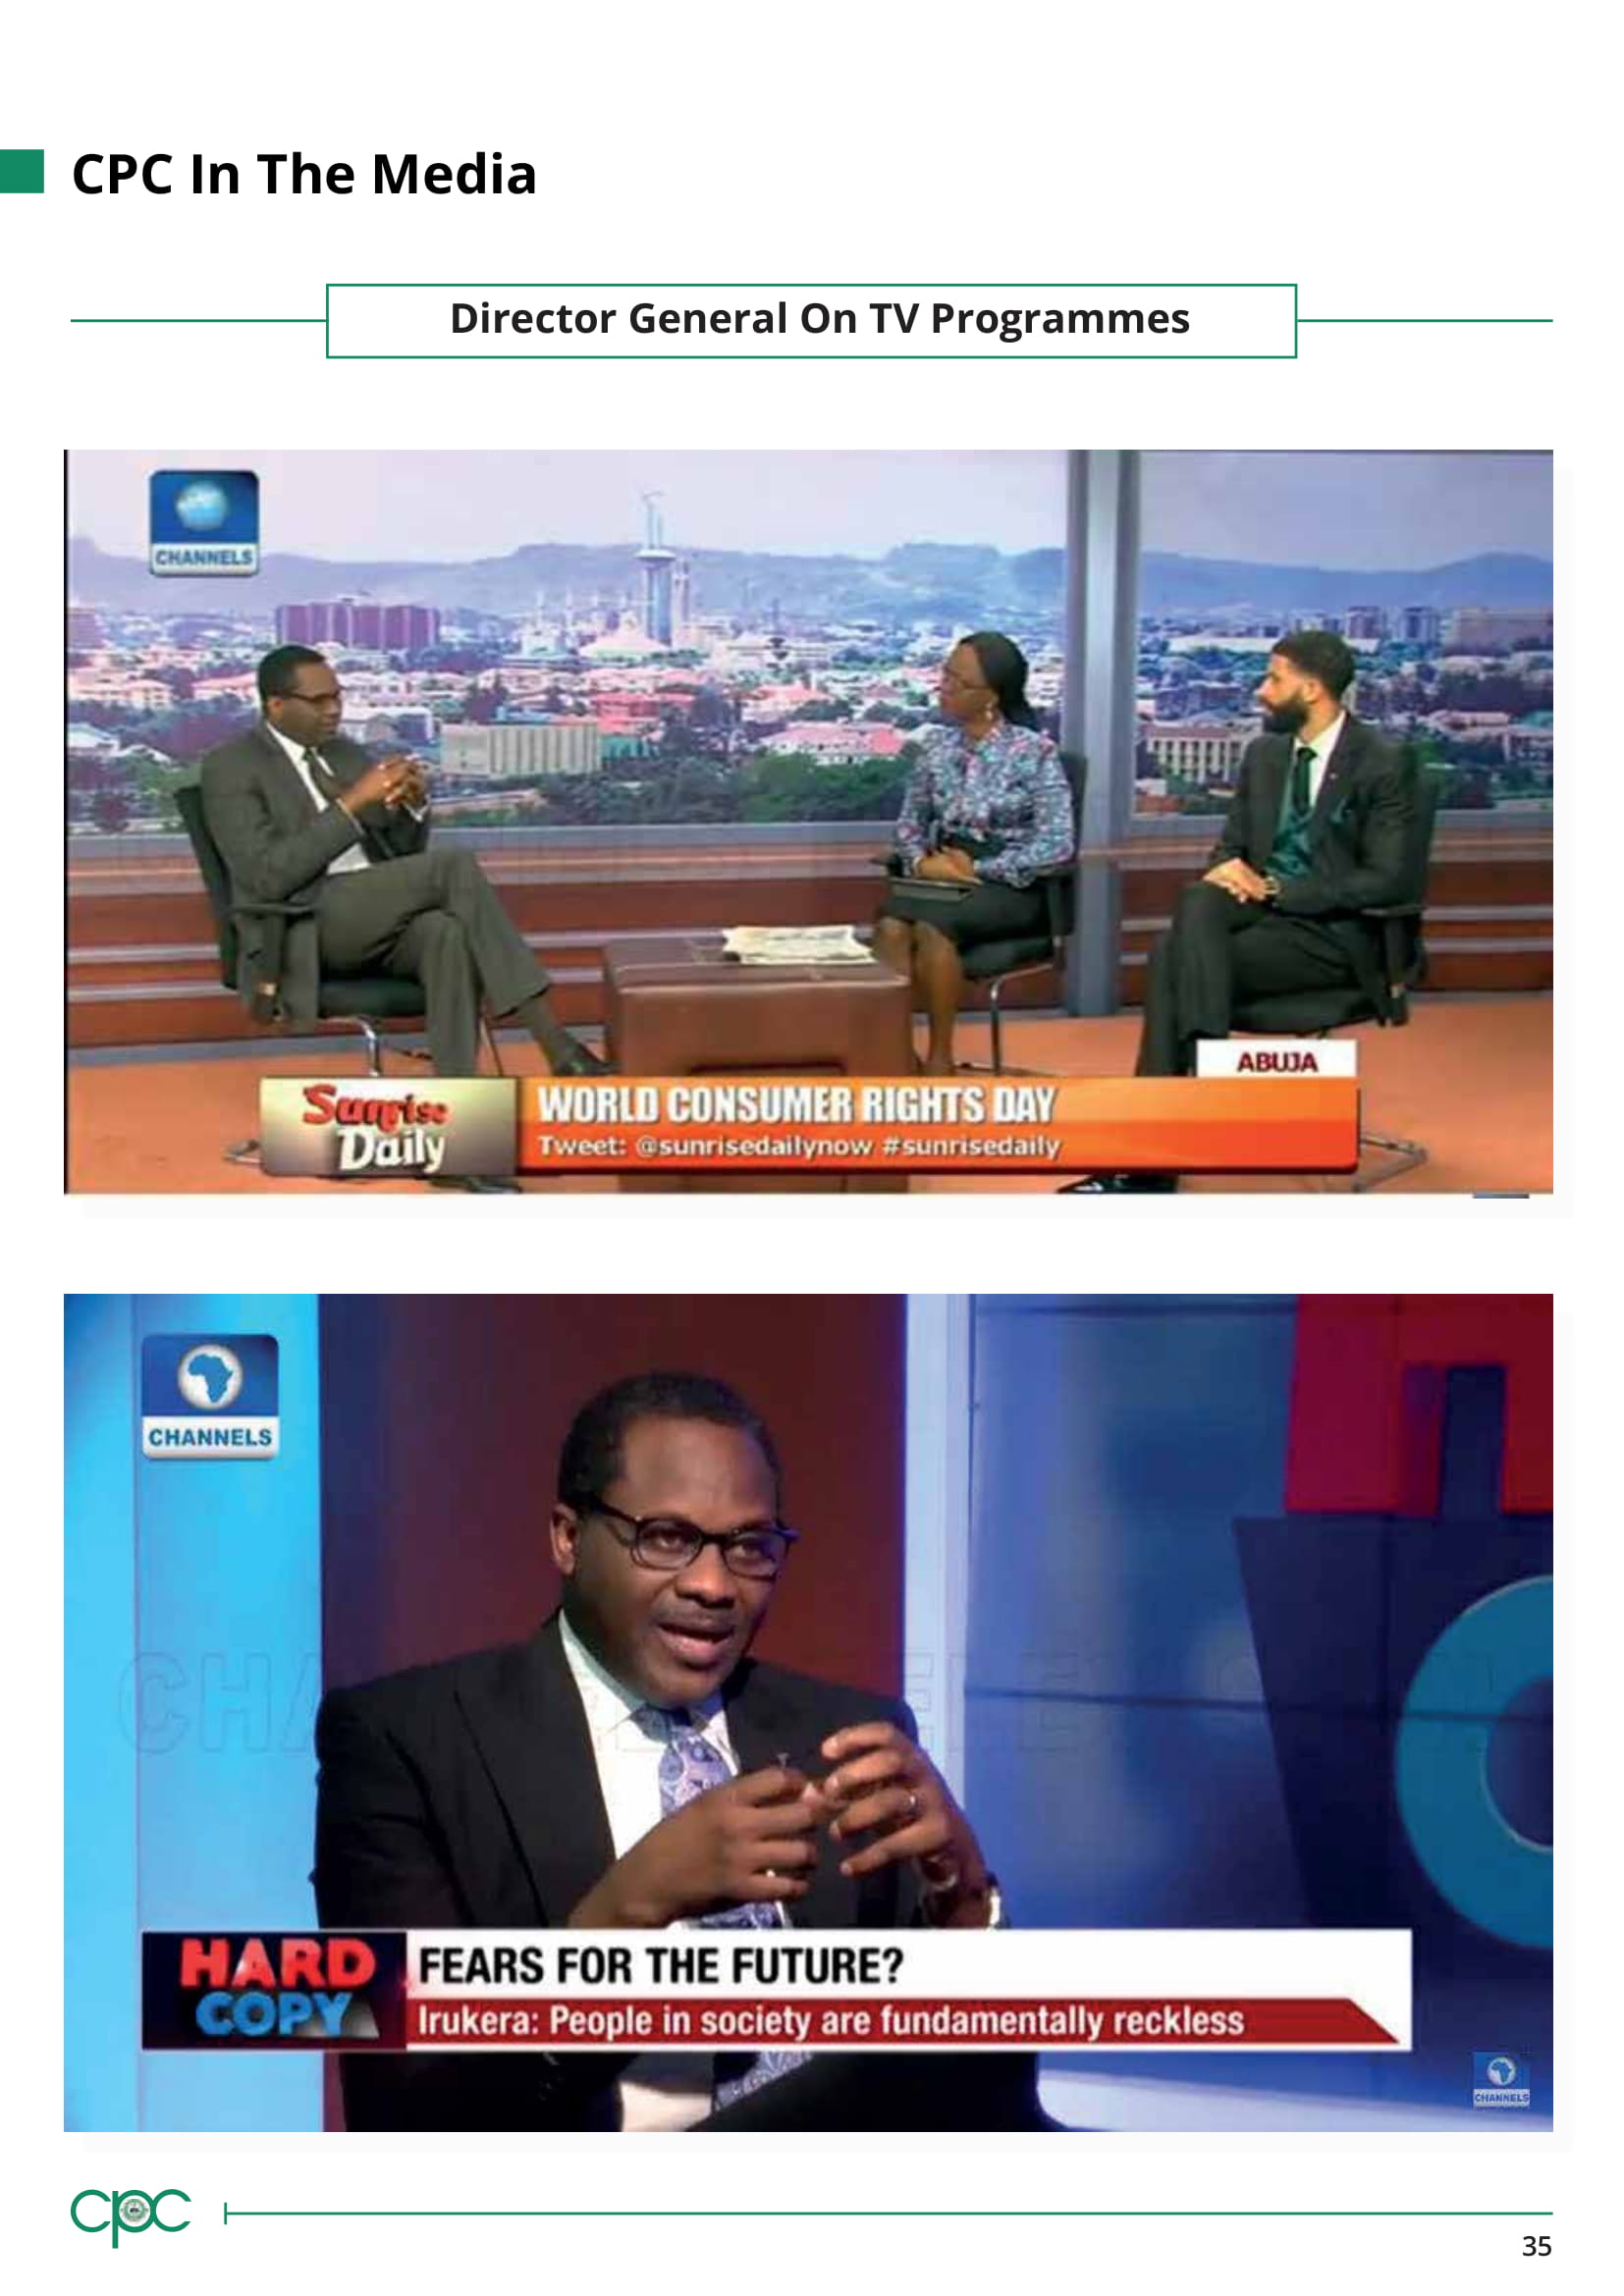 CPC In The Media
Director General On TV Programmes
CHANNELS
ABUJA
Sunrise
Daily
WORLD CONSUMER RIGHTS DAY
Tweet: @sunrisedailynow #sunrisedaily
CHANNELS
HARD
COPY
FEARS FOR THE FUTURE?
Irukera: People in society are fundamentally reckless
CHANNELS
cpc
35